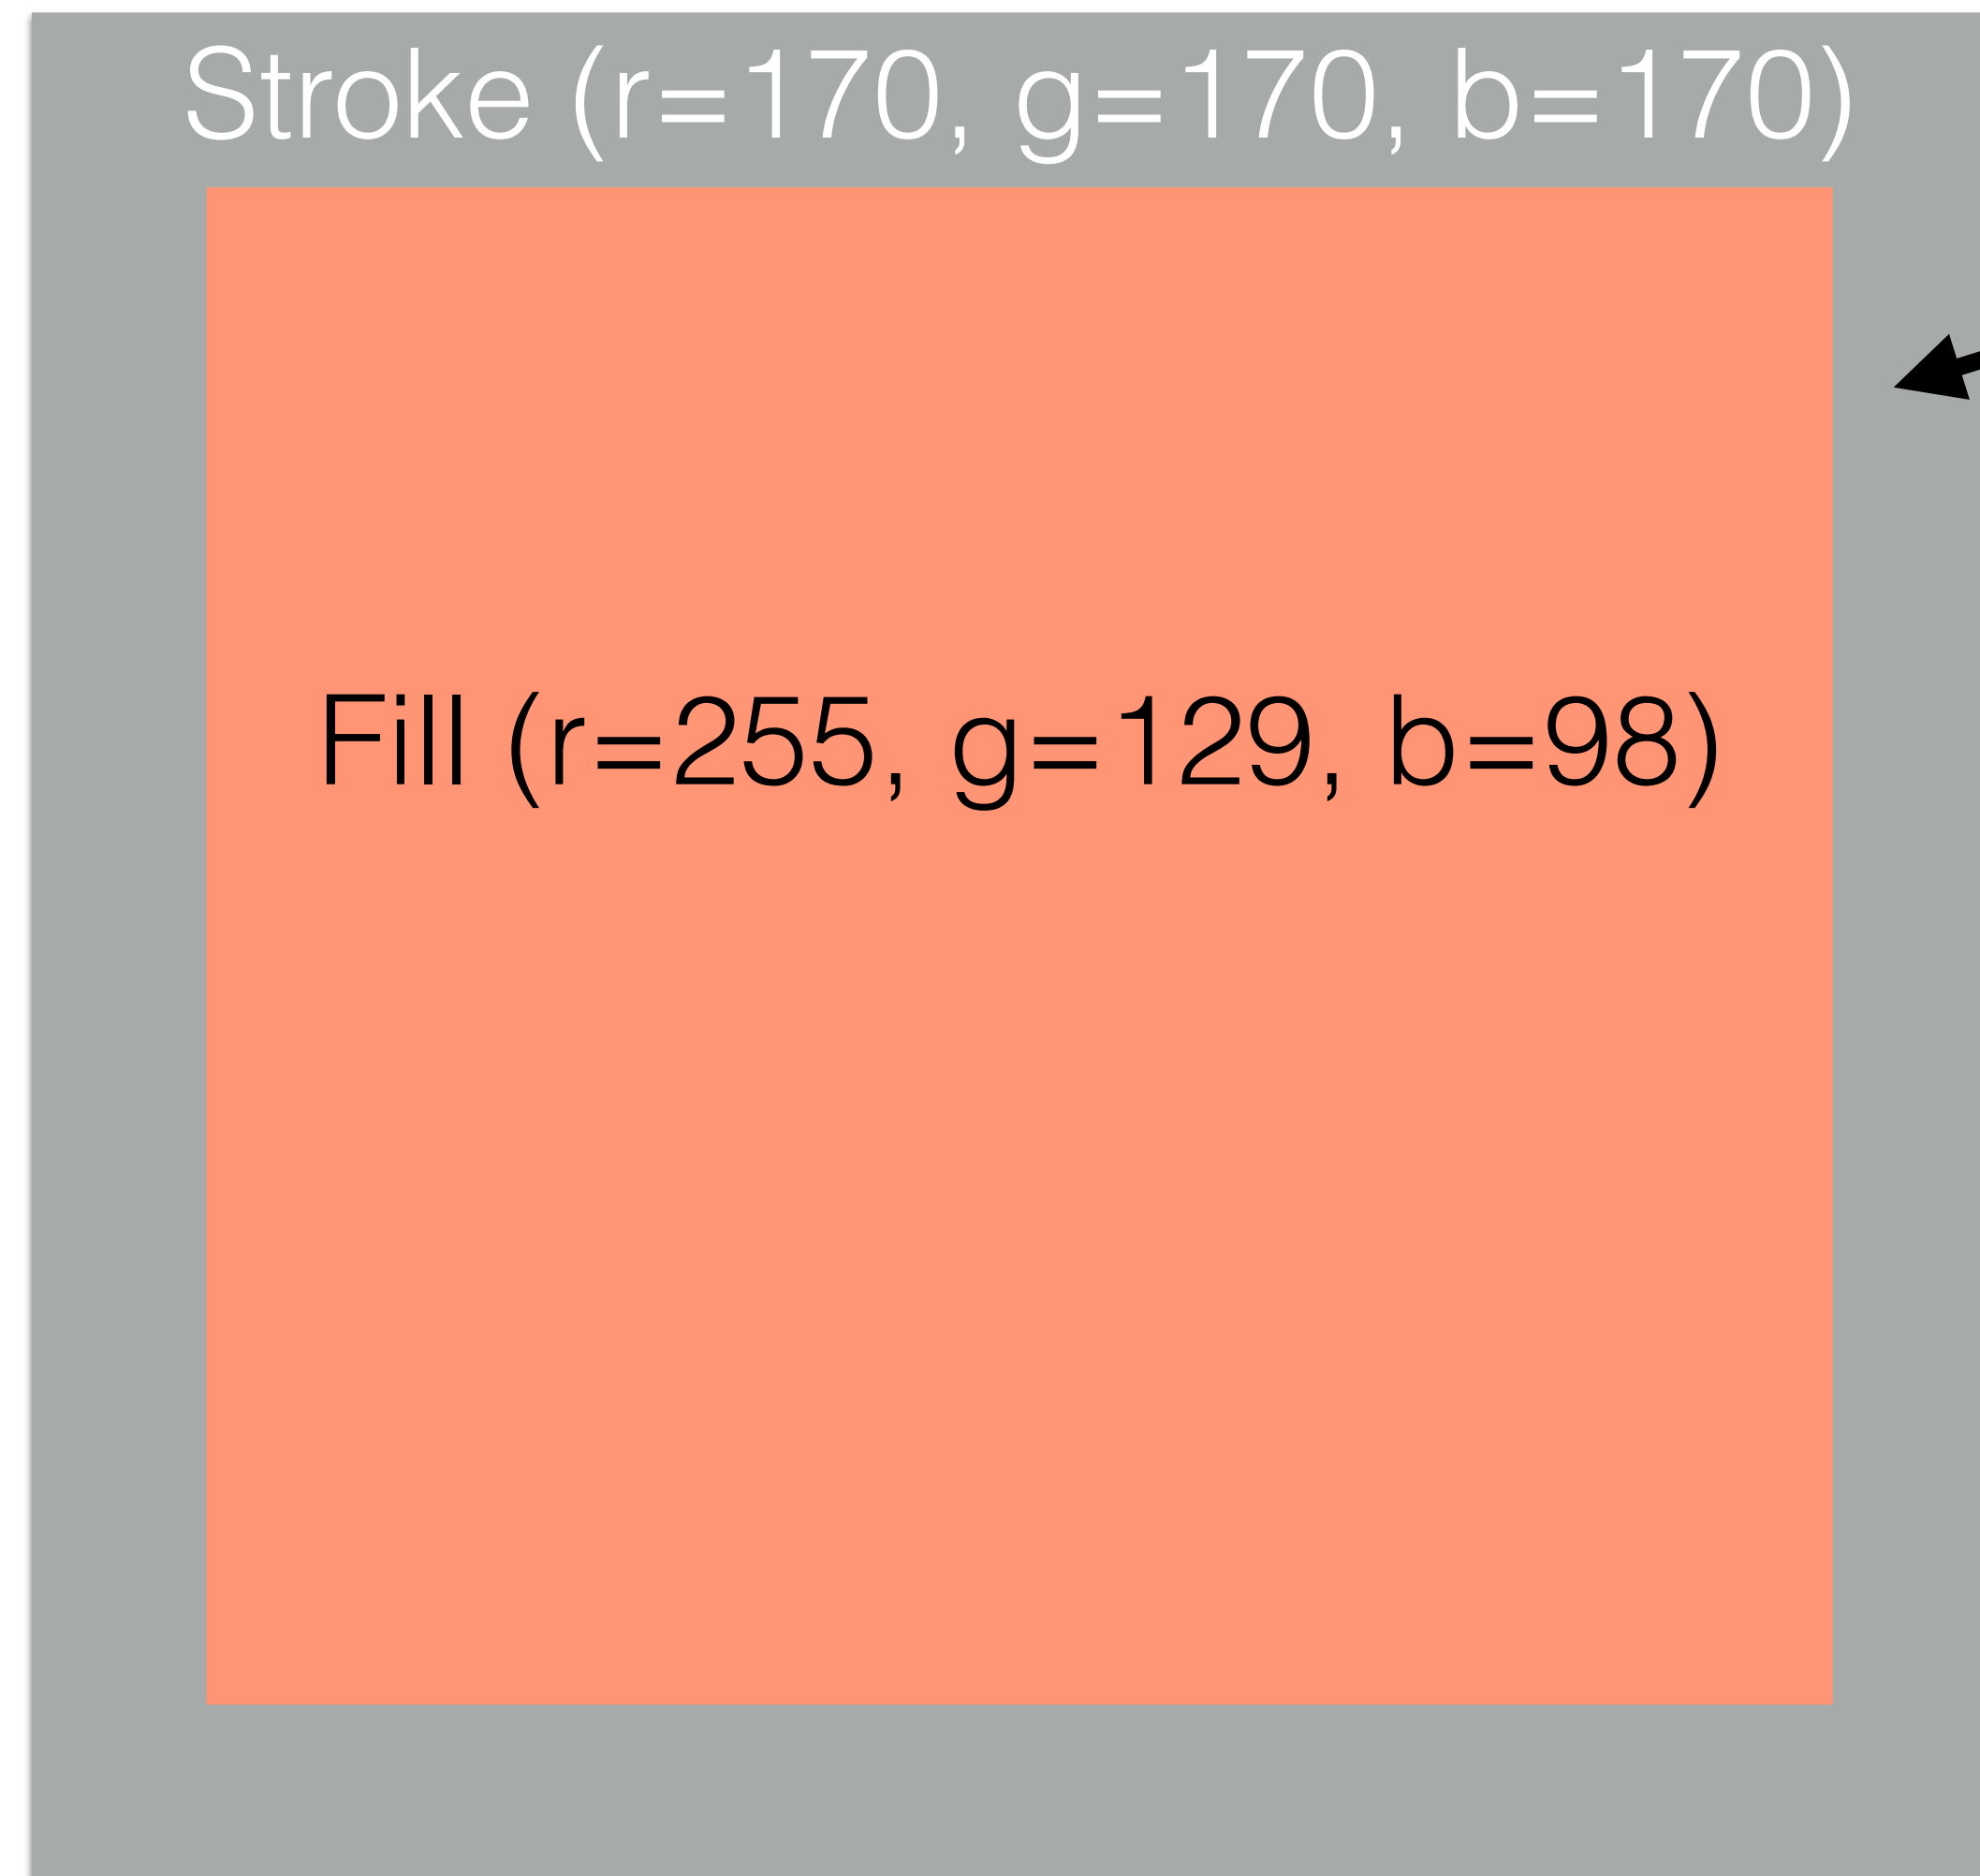 Stroke (r=170, g=170, b=170)
Fill (r=255, g=129, b=98)